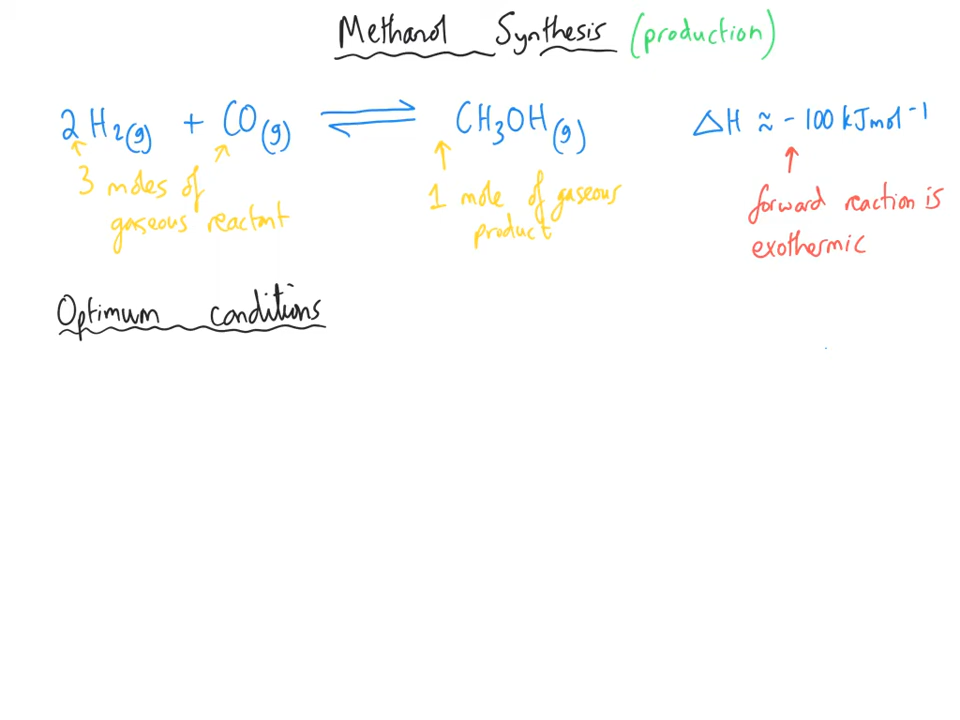 Methanol Synthesis (production)
2H₂(g) + CO(g) ⇌ CH₃OH(g) ΔH ≈ -100 kJmol⁻¹
3 moles of
gaseous reactant
1 mole of gaseous
product
forward reaction is
exothermic
Optimum conditions